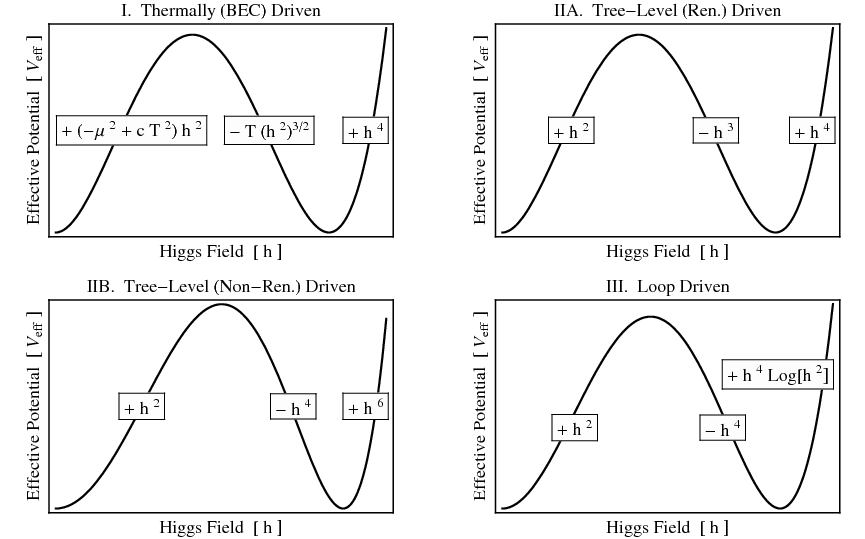 I. Thermally (BEC) Driven
Effective Potential [ V_eff ]
+ (−μ² + c T²) h²
− T (h²)^3/2
+ h⁴
Higgs Field [ h ]
IIA. Tree−Level (Ren.) Driven
Effective Potential [ V_eff ]
+ h²
− h³
+ h⁴
Higgs Field [ h ]
IIB. Tree−Level (Non−Ren.) Driven
Effective Potential [ V_eff ]
+ h²
− h⁴
+ h⁶
Higgs Field [ h ]
III. Loop Driven
Effective Potential [ V_eff ]
+ h²
− h⁴
+ h⁴ Log[h²]
Higgs Field [ h ]